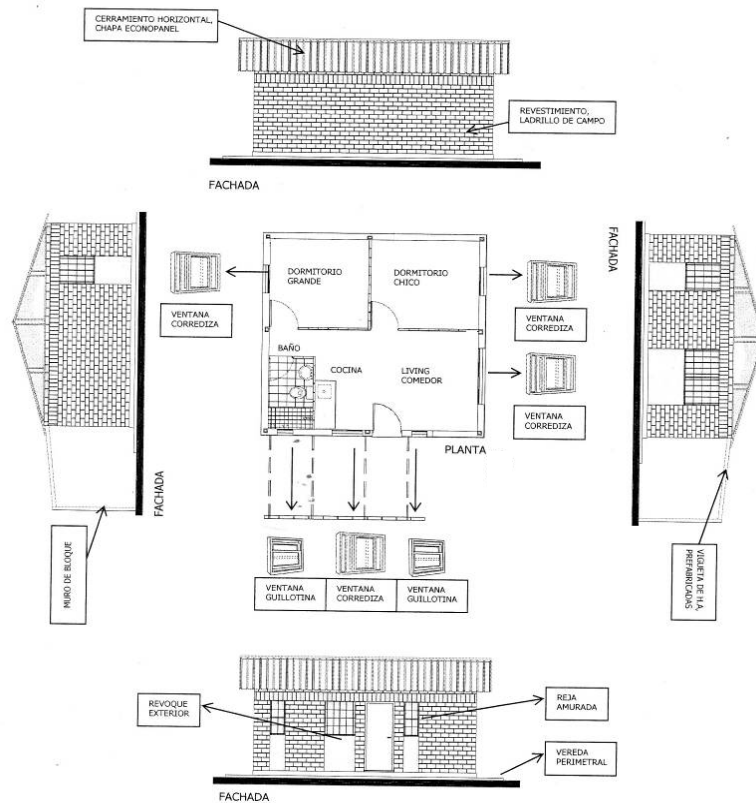 CERRAMIENTO HORIZONTAL,
CHAPA ECONOPANEL
REVESTIMIENTO,
LADRILLO DE CAMPO
FACHADA
FACHADA
DORMITORIO
GRANDE
DORMITORIO
CHICO
VENTANA
CORREDIZA
VENTANA
CORREDIZA
BAÑO
COCINA
LIVING
COMEDOR
VENTANA
CORREDIZA
PLANTA
FACHADA
MURO DE BLOQUE
VIGUETA DE H.A,
PREFABRICADAS
VENTANA
GUILLOTINA
VENTANA
CORREDIZA
VENTANA
GUILLOTINA
REVOQUE
EXTERIOR
REJA
AMURADA
VEREDA
PERIMETRAL
FACHADA